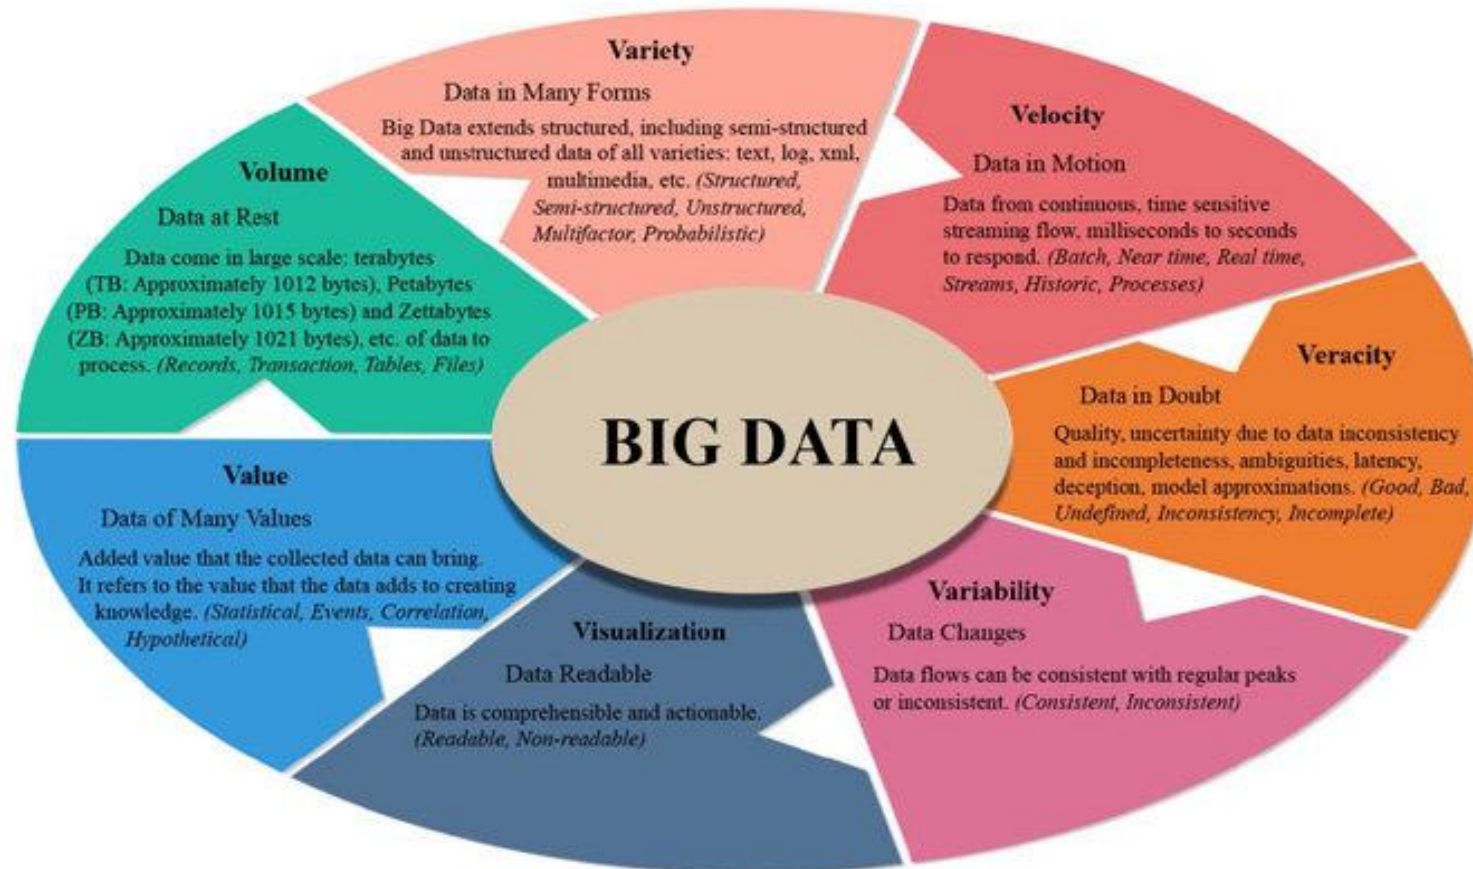 Variety
Data in Many Forms
Big Data extends structured, including semi-structured
and unstructured data of all varieties: text, log, xml,
multimedia, etc. (Structured,
Semi-structured, Unstructured,
Multifactor, Probabilistic)
Velocity
Data in Motion
Data from continuous, time sensitive
streaming flow, milliseconds to seconds
to respond. (Batch, Near time, Real time,
Streams, Historic, Processes)
Veracity
Data in Doubt
Quality, uncertainty due to data inconsistency
and incompleteness, ambiguities, latency,
deception, model approximations. (Good, Bad,
Undefined, Inconsistency, Incomplete)
Variability
Data Changes
Data flows can be consistent with regular peaks
or inconsistent. (Consistent, Inconsistent)
Visualization
Data Readable
Data is comprehensible and actionable.
(Readable, Non-readable)
Value
Data of Many Values
Added value that the collected data can bring.
It refers to the value that the data adds to creating
knowledge. (Statistical, Events, Correlation,
Hypothetical)
Volume
Data at Rest
Data come in large scale: terabytes
(TB: Approximately 1012 bytes), Petabytes
(PB: Approximately 1015 bytes) and Zettabytes
(ZB: Approximately 1021 bytes), etc. of data to
process. (Records, Transaction, Tables, Files)
BIG DATA